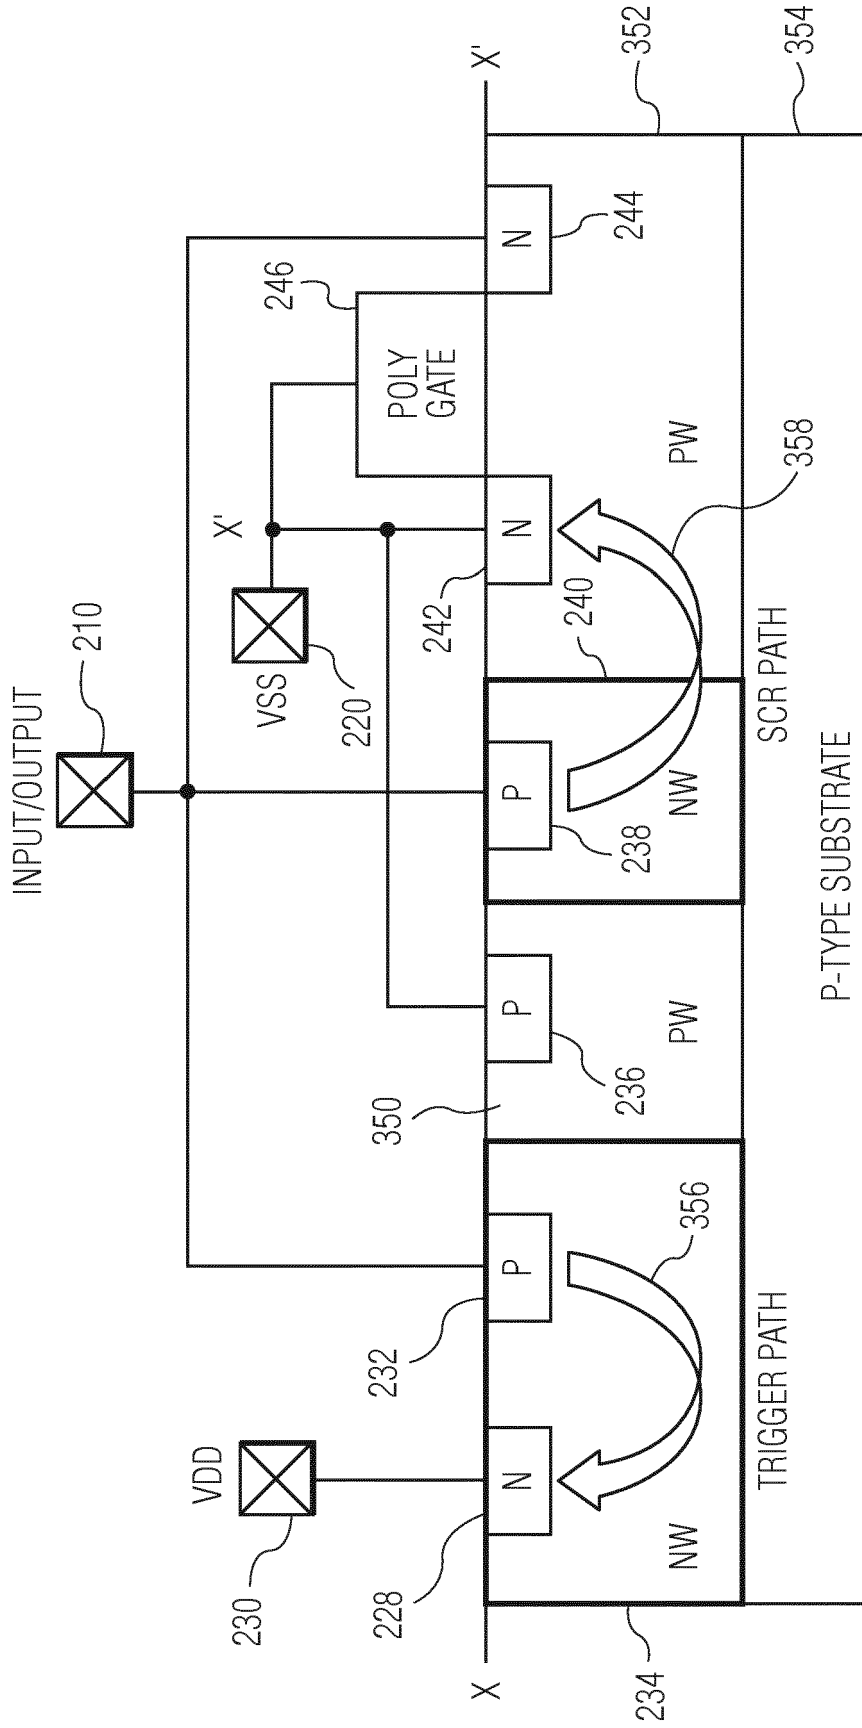 INPUT/OUTPUT
210
VDD
230
VSS
220
X'
246
POLY
GATE
X
228
232
350
242
X'
N
P
P
P
N
N
236
238
240
244
352
NW
356
PW
NW
PW
358
234
TRIGGER PATH
SCR PATH
354
P-TYPE SUBSTRATE